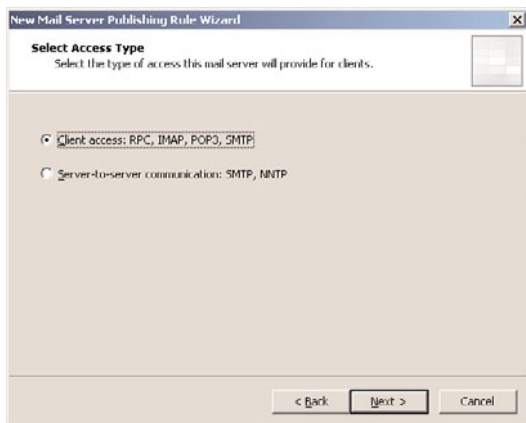 New Mail Server Publishing Rule Wizard
Select Access Type
Select the type of access this mail server will provide for clients.
Client access: RPC, IMAP, POP3, SMTP
Server-to-server communication: SMTP, NNTP
< Back
Next >
Cancel